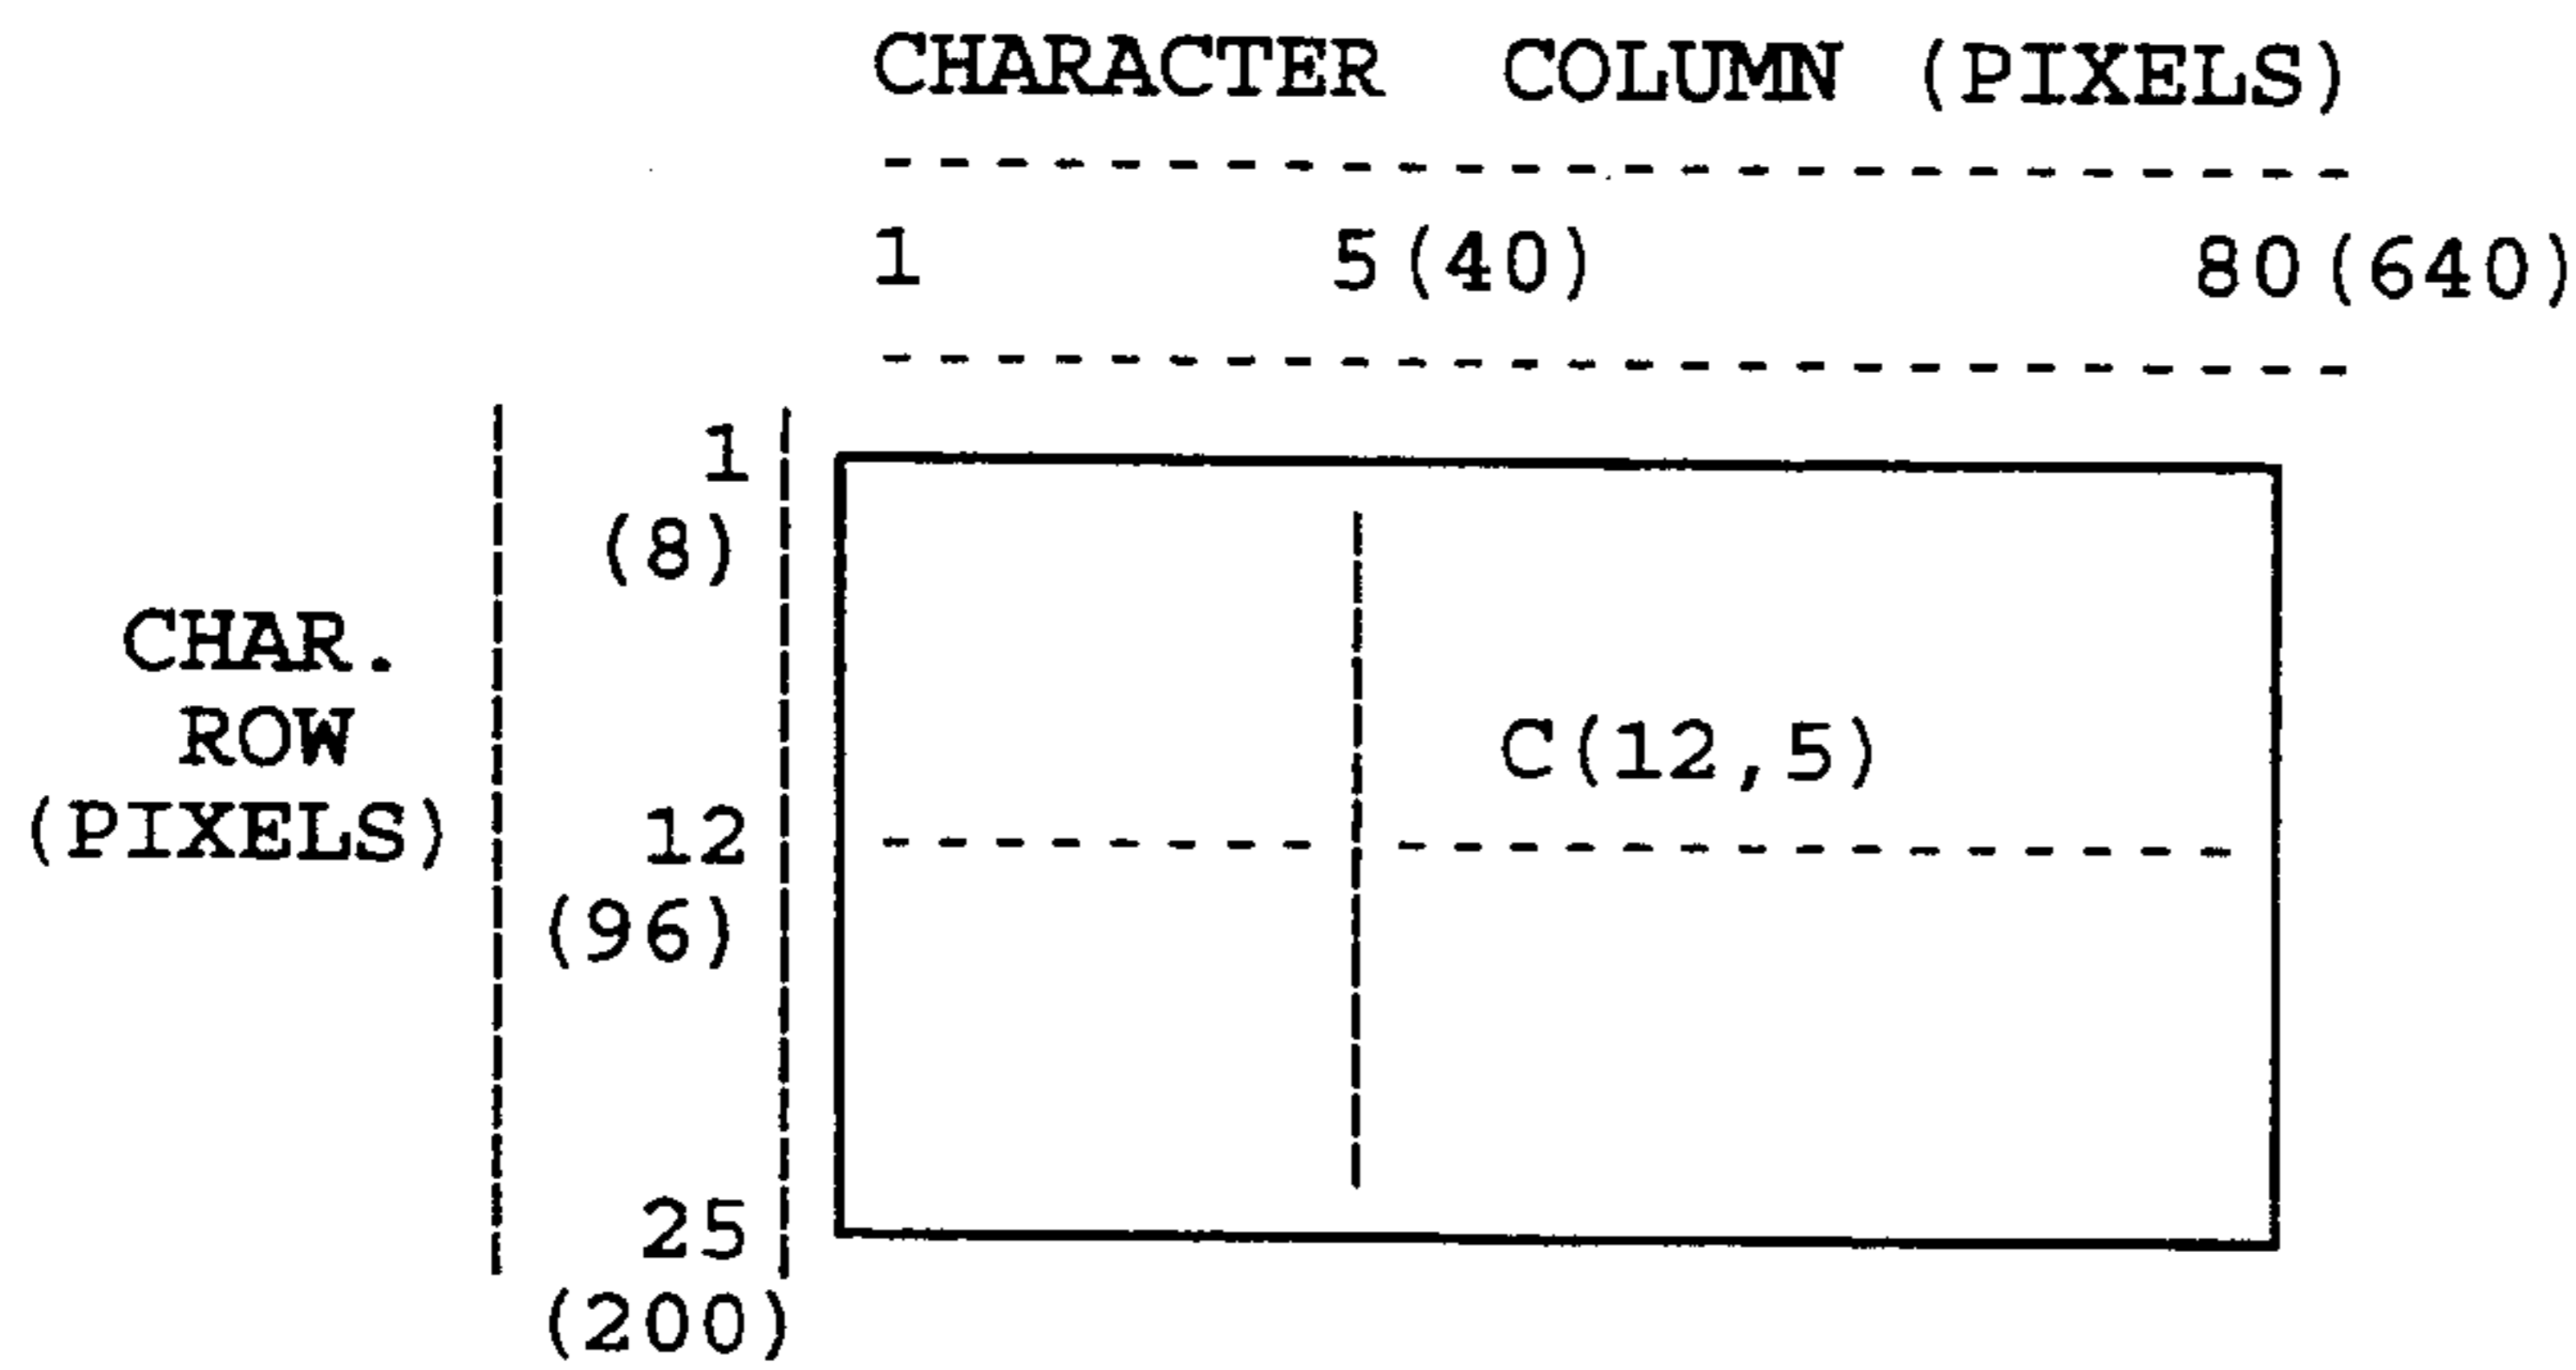 CHARACTER COLUMN (PIXELS)
1 5(40) 80(640)
1
(8)
CHAR.
ROW
(PIXELS)
C(12,5)
12
(96)
25
(200)